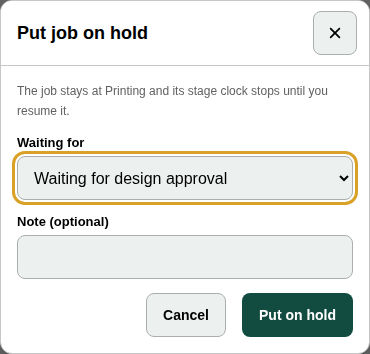 Put job on hold
The job stays at Printing and its stage clock stops until you
resume it.
Waiting for
Waiting for design approval
Note (optional)
Cancel
Put on hold